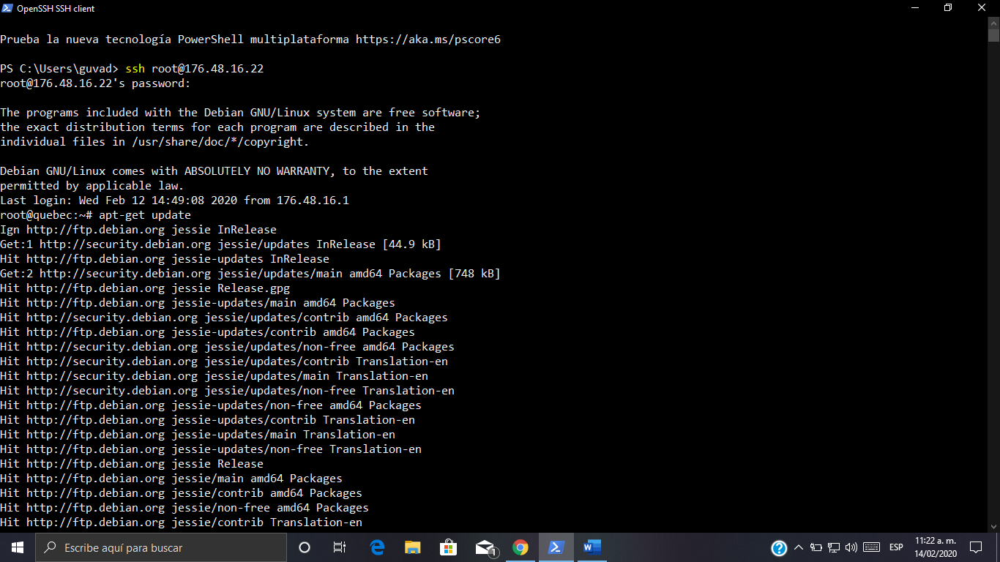 OpenSSH SSH client
Prueba la nueva tecnología PowerShell multiplataforma https://aka.ms/pscore6
PS C:\Users\guvad> ssh root@176.48.16.22
root@176.48.16.22's password:
The programs included with the Debian GNU/Linux system are free software;
the exact distribution terms for each program are described in the
individual files in /usr/share/doc/*/copyright.
Debian GNU/Linux comes with ABSOLUTELY NO WARRANTY, to the extent
permitted by applicable law.
Last login: Wed Feb 12 14:49:08 2020 from 176.48.16.1
root@quebec:~# apt-get update
Ign http://ftp.debian.org jessie InRelease
Get:1 http://security.debian.org jessie/updates InRelease [44.9 kB]
Hit http://ftp.debian.org jessie-updates InRelease
Get:2 http://security.debian.org jessie/updates/main amd64 Packages [748 kB]
Hit http://ftp.debian.org jessie Release.gpg
Hit http://ftp.debian.org jessie-updates/main amd64 Packages
Hit http://security.debian.org jessie/updates/contrib amd64 Packages
Hit http://ftp.debian.org jessie-updates/contrib amd64 Packages
Hit http://security.debian.org jessie/updates/non-free amd64 Packages
Hit http://security.debian.org jessie/updates/contrib Translation-en
Hit http://security.debian.org jessie/updates/main Translation-en
Hit http://security.debian.org jessie/updates/non-free Translation-en
Hit http://ftp.debian.org jessie-updates/non-free amd64 Packages
Hit http://ftp.debian.org jessie-updates/contrib Translation-en
Hit http://ftp.debian.org jessie-updates/main Translation-en
Hit http://ftp.debian.org jessie-updates/non-free Translation-en
Hit http://ftp.debian.org jessie Release
Hit http://ftp.debian.org jessie/main amd64 Packages
Hit http://ftp.debian.org jessie/contrib amd64 Packages
Hit http://ftp.debian.org jessie/non-free amd64 Packages
Hit http://ftp.debian.org jessie/contrib Translation-en
Escribe aquí para buscar
1
ESP
11:22 a. m.
14/02/2020